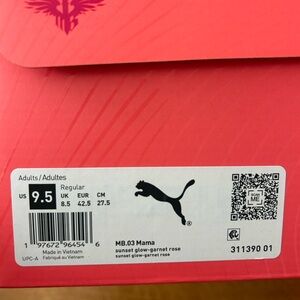 Adults/Adultes
Regular
US 9.5 UK EUR CM
8.5 42.5 27.5
SCAN ME
1 97672 96454 6
UPC-A
Made in Vietnam
Fabriqué au Vietnam
MB.03 Mama
sunset glow-garnet rose
sunset glow-garnet rose
311390 01